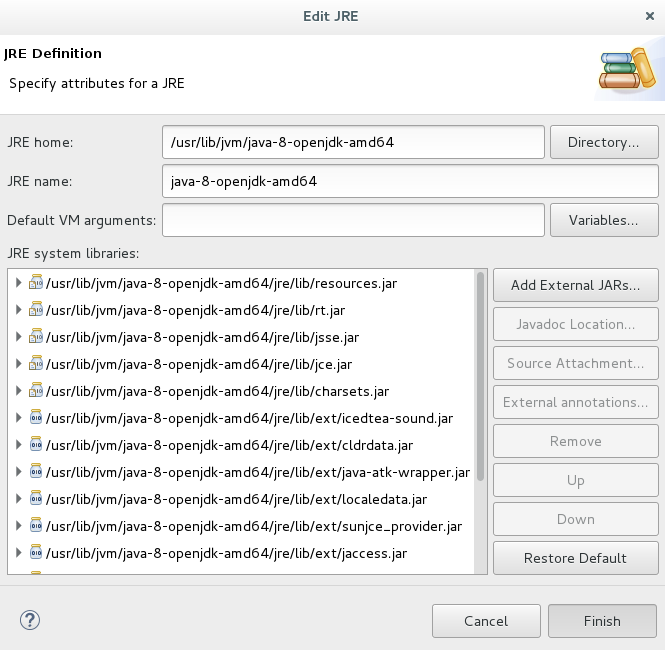 Edit JRE
JRE Definition
Specify attributes for a JRE
JRE home: /usr/lib/jvm/java-8-openjdk-amd64 Directory...
JRE name: java-8-openjdk-amd64
Default VM arguments: Variables...
JRE system libraries:
/usr/lib/jvm/java-8-openjdk-amd64/jre/lib/resources.jar
/usr/lib/jvm/java-8-openjdk-amd64/jre/lib/rt.jar
/usr/lib/jvm/java-8-openjdk-amd64/jre/lib/jsse.jar
/usr/lib/jvm/java-8-openjdk-amd64/jre/lib/jce.jar
/usr/lib/jvm/java-8-openjdk-amd64/jre/lib/charsets.jar
/usr/lib/jvm/java-8-openjdk-amd64/jre/lib/ext/icedtea-sound.jar
/usr/lib/jvm/java-8-openjdk-amd64/jre/lib/ext/cldrdata.jar
/usr/lib/jvm/java-8-openjdk-amd64/jre/lib/ext/java-atk-wrapper.jar
/usr/lib/jvm/java-8-openjdk-amd64/jre/lib/ext/localedata.jar
/usr/lib/jvm/java-8-openjdk-amd64/jre/lib/ext/sunjce_provider.jar
/usr/lib/jvm/java-8-openjdk-amd64/jre/lib/ext/jaccess.jar
Add External JARs...
Javadoc Location...
Source Attachment...
External annotations...
Remove
Up
Down
Restore Default
? Cancel Finish